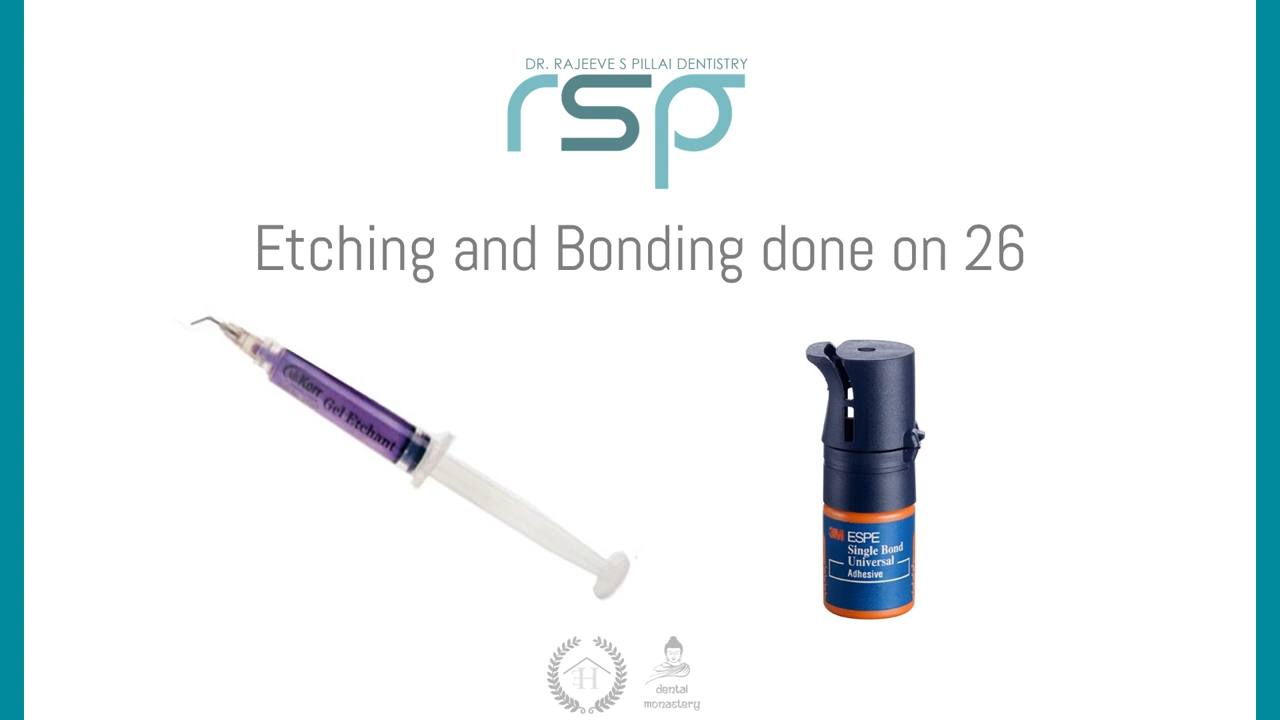 DR. RAJEEVE S PILLAI DENTISTRY
rsp
Etching and Bonding done on 26
Gel Etchant
3M ESPE
Single Bond
Universal
Adhesive
dental
monastery